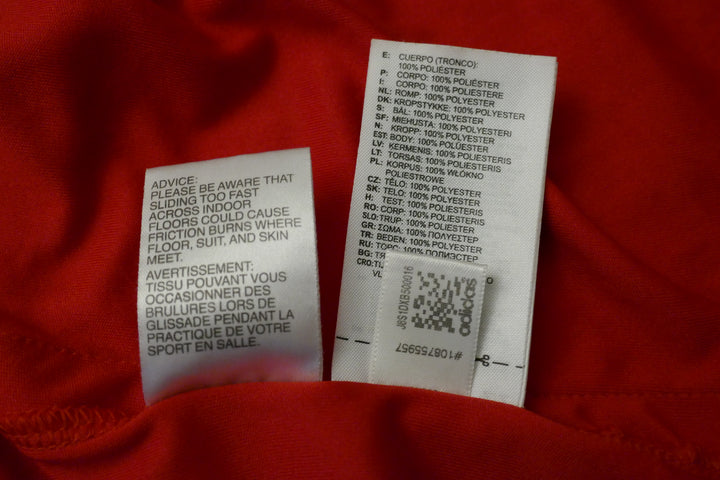 ADVICE:
PLEASE BE AWARE THAT
SLIDING TOO FAST
ACROSS INDOOR
FLOORS COULD CAUSE
FRICTION BURNS WHERE
FLOOR, SUIT, AND SKIN
MEET.
AVERTISSEMENT:
TISSU POUVANT VOUS
OCCASIONNER DES
BRULURES LORS DE
GLISSADE PENDANT LA
PRACTIQUE DE VOTRE
SPORT EN SALLE.
E: CUERPO (TRONCO):
100% POLIÉSTER
P: CORPO: 100% POLIÉSTER
I: CORPO: 100% POLIESTERE
NL: ROMP: 100% POLYESTER
DK: KROPSTYKKE: 100% POLYESTER
S: BÅL: 100% POLYESTER
SF: MIEHUSTA: 100% POLYESTERI
N: KROPP: 100% POLYESTER
EST: BODY: 100% POLÜESTER
LV: ĶERMENIS: 100% POLIESTERIS
LT: TORSAS: 100% POLIESTERIS
PL: KORPUS: 100% WŁÓKNO
POLIESTROWE
CZ: TĚLO: 100% POLYESTER
SK: TELO: 100% POLYESTER
H: TEST: 100% POLIÉSTER
RO: CORP: 100% POLIESTER
SLO: TRUP: 100% POLIESTER
GR: ΣΩΜΑ: 100% ΠΟΛΥΕΣΤΕΡ
TR: BEDEN: 100% POLYESTER
RU: ТОРС: 100% ПОЛИЭСТЕР
BG:
CRO:
J6S1DXB500016
adidas
#108755957